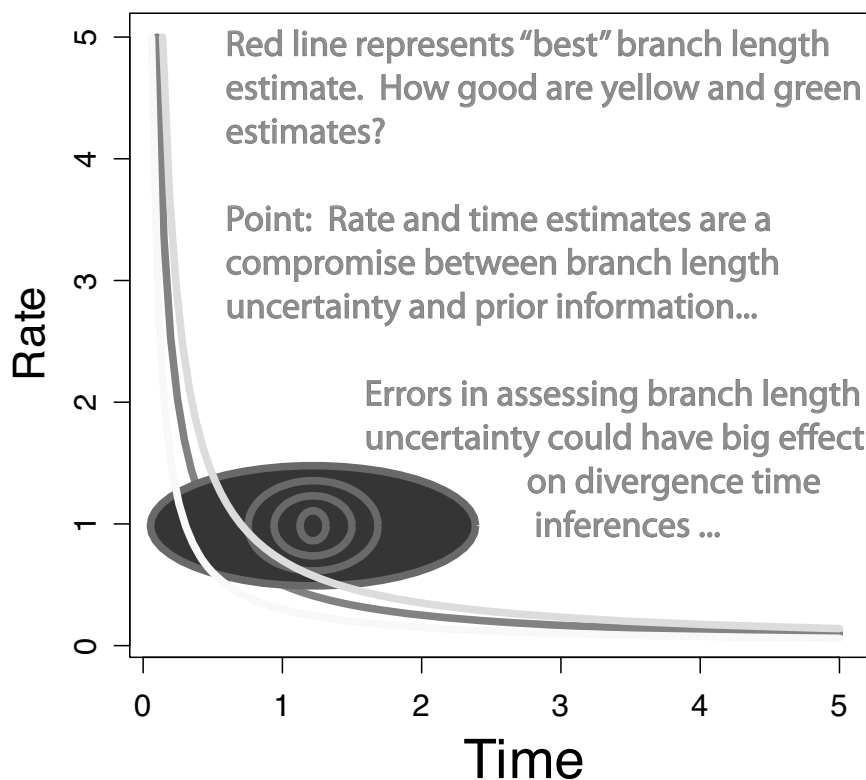 Red line represents “best” branch length
estimate.  How good are yellow and green
estimates?
Point:  Rate and time estimates are a
compromise between branch length
uncertainty and prior information...
Errors in assessing branch length
uncertainty could have big effect
on divergence time
inferences ...
Rate
5
4
3
2
1
0
0 1 2 3 4 5
Time